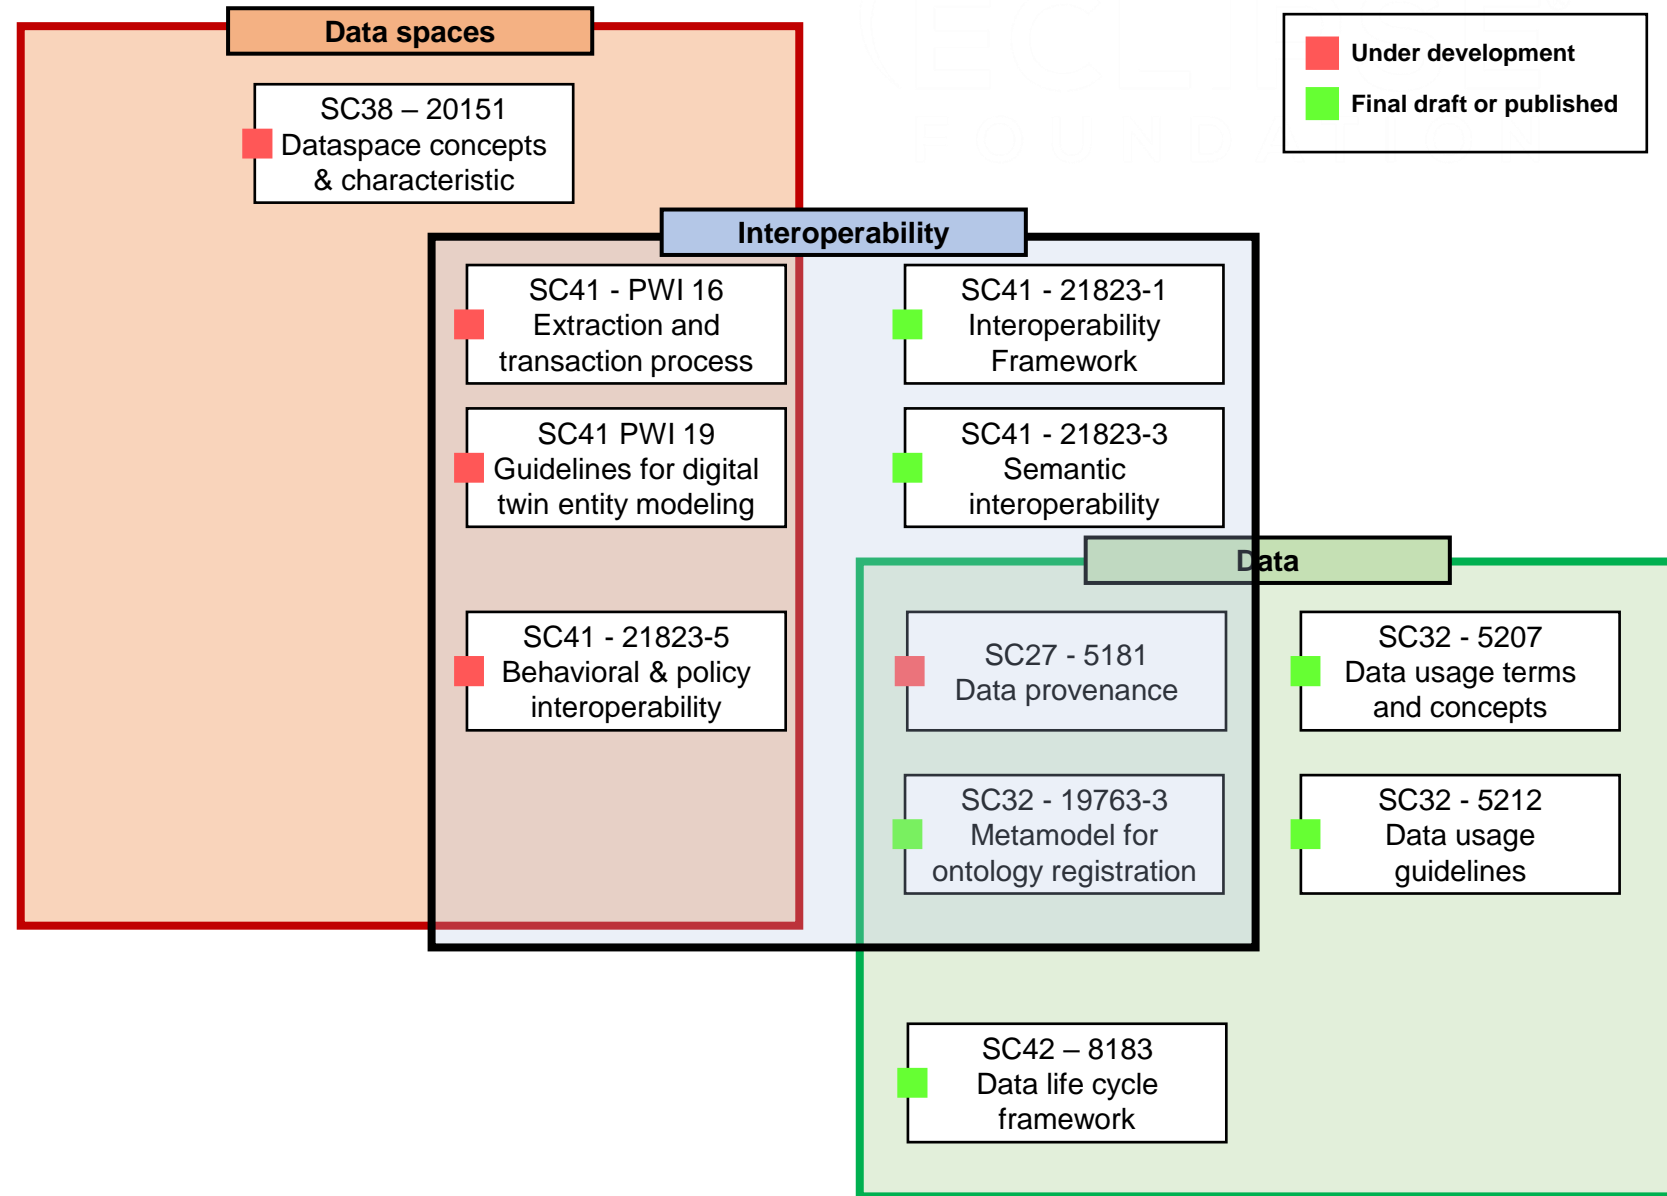 Data spaces
Under development
Final draft or published
SC38 – 20151
Dataspace concepts
& characteristic
Interoperability
SC41 - PWI 16
Extraction and
transaction process
SC41 - 21823-1
Interoperability
Framework
SC41 PWI 19
Guidelines for digital
twin entity modeling
SC41 - 21823-3
Semantic
interoperability
Data
SC41 - 21823-5
Behavioral & policy
interoperability
SC27 - 5181
Data provenance
SC32 - 5207
Data usage terms
and concepts
SC32 - 19763-3
Metamodel for
ontology registration
SC32 - 5212
Data usage
guidelines
SC42 – 8183
Data life cycle
framework